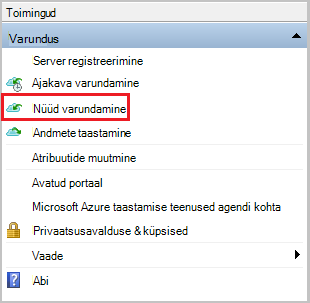 Toimingud
Varundus
Server registreerimine
Ajakava varundamine
Nüüd varundamine
Andmete taastamine
Atribuutide muutmine
Avatud portaal
Microsoft Azure taastamise teenused agendi kohta
Privaatsusavalduse & küpsised
Vaade
Abi